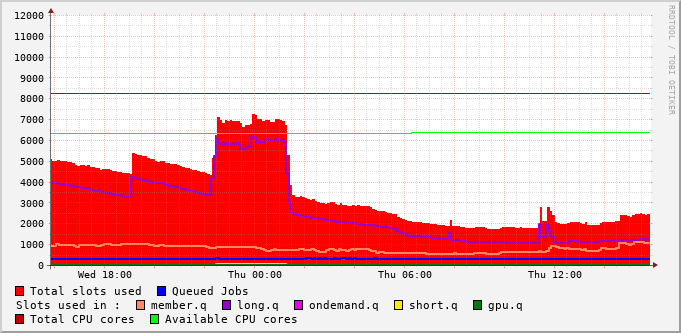 12000
11000
10000
9000
8000
7000
6000
5000
4000
3000
2000
1000
0
Wed 18:00 Thu 00:00 Thu 06:00 Thu 12:00
Total slots used Queued Jobs
Slots used in : member.q long.q ondemand.q short.q gpu.q
Total CPU cores Available CPU cores
RRDTOOL / TOBI OETIKER